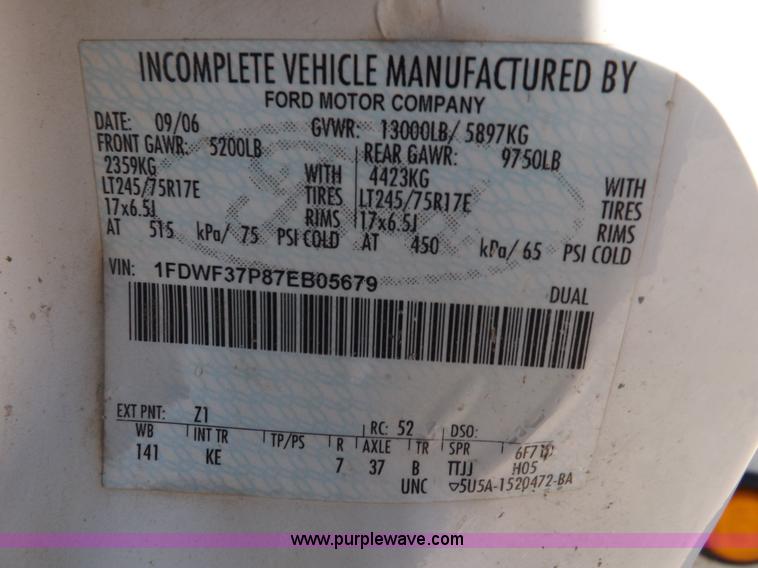 INCOMPLETE VEHICLE MANUFACTURED BY
FORD MOTOR COMPANY
DATE: 09/06 GVWR: 13000LB/ 5897KG
FRONT GAWR: 5200LB REAR GAWR: 9750LB
2359KG WITH 4423KG WITH
LT245/75R17E TIRES LT245/75R17E TIRES
17x6.5J RIMS 17x6.5J RIMS
AT 515 kPa/ 75 PSI COLD AT 450 kPa/ 65 PSI COLD
VIN: 1FDWF37P87EB05679
DUAL
EXT PNT: Z1 RC: 52 DSO:
WB INT TR TP/PS R AXLE TR SPR
141 KE 7 37 B TTJJ H05
UNC ▽5U5A-1520472-BA
www.purplewave.com